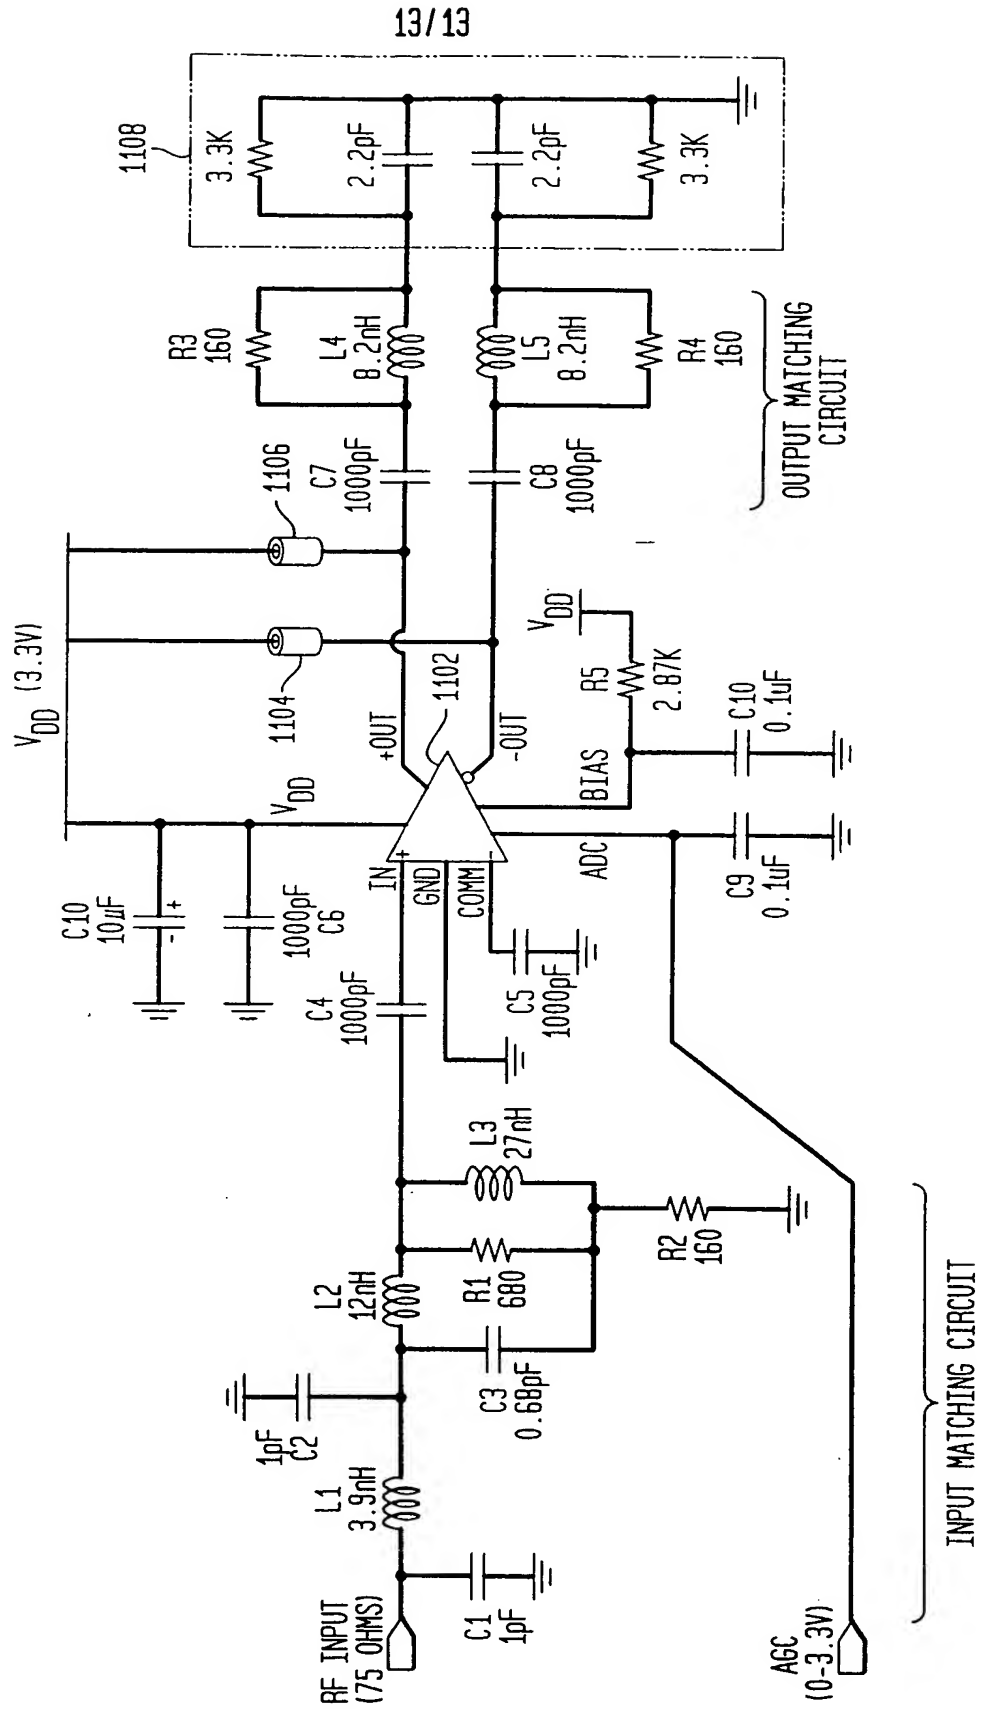 13/13
1108
3.3K
2.2pF
2.2pF
3.3K
R3
160
L4
8.2nH
L5
8.2nH
R4
160
OUTPUT MATCHING
CIRCUIT
1106
C7
1000pF
C8
1000pF
VDD (3.3V)
1104
+OUT
1102
-OUT
VDD
R5
2.87K
BIAS
C10
0.1uF
VDD
IN
+
GND
COMM
-
ADC
C9
0.1uF
C10
10µF
- +
1000pF
C6
C4
1000pF
C5
1000pF
L3
27nH
R2
160
L2
12nH
R1
680
C3
0.68pF
1pF
C2
L1
3.9nH
C1
1pF
RF INPUT
(75 OHMS)
AGC
(0-3.3V)
INPUT MATCHING CIRCUIT